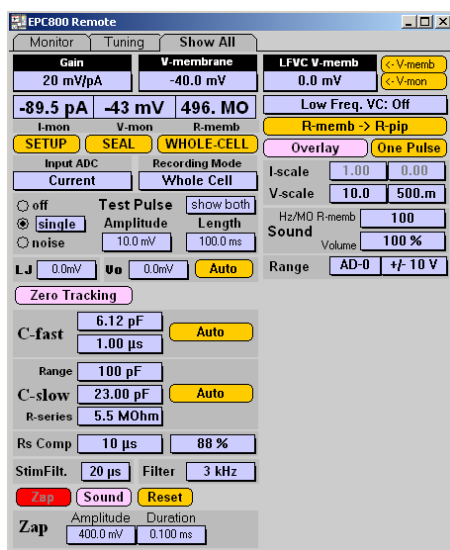 EPC800 Remote
Monitor Tuning Show All
Gain V-membrane
20 mV/pA -40.0 mV
-89.5 pA -43 mV 496. MO
I-mon V-mon R-memb
SETUP SEAL WHOLE-CELL
Input ADC Recording Mode
Current Whole Cell
off Test Pulse show both
single Amplitude Length
noise 10.0 mV 100.0 ms
LJ 0.0mV Vo 0.0mV Auto
Zero Tracking
C-fast 6.12 pF Auto
1.00 µs
Range 100 pF
C-slow 23.00 pF Auto
R-series 5.5 MOhm
Rs Comp 10 µs 88 %
StimFilt. 20 µs Filter 3 kHz
Zap Sound Reset
Zap Amplitude Duration
400.0 mV 0.100 ms
LFVC V-memb <- V-memb
0.0 mV <- V-mon
Low Freq. VC: Off
R-memb -> R-pip
Overlay One Pulse
I-scale 1.00 0.00
V-scale 10.0 500.m
Hz/MO R-memb 100
Sound Volume 100 %
Range AD-0 +/- 10 V